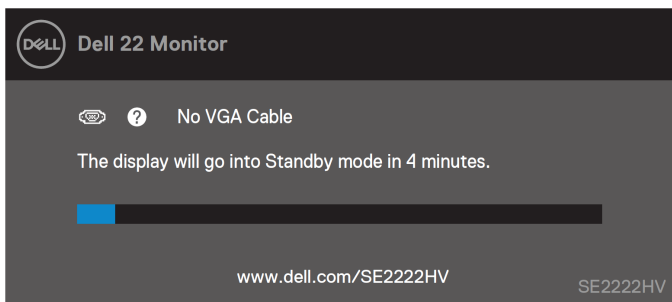 DELL Dell 22 Monitor
? No VGA Cable
The display will go into Standby mode in 4 minutes.
www.dell.com/SE2222HV
SE2222HV